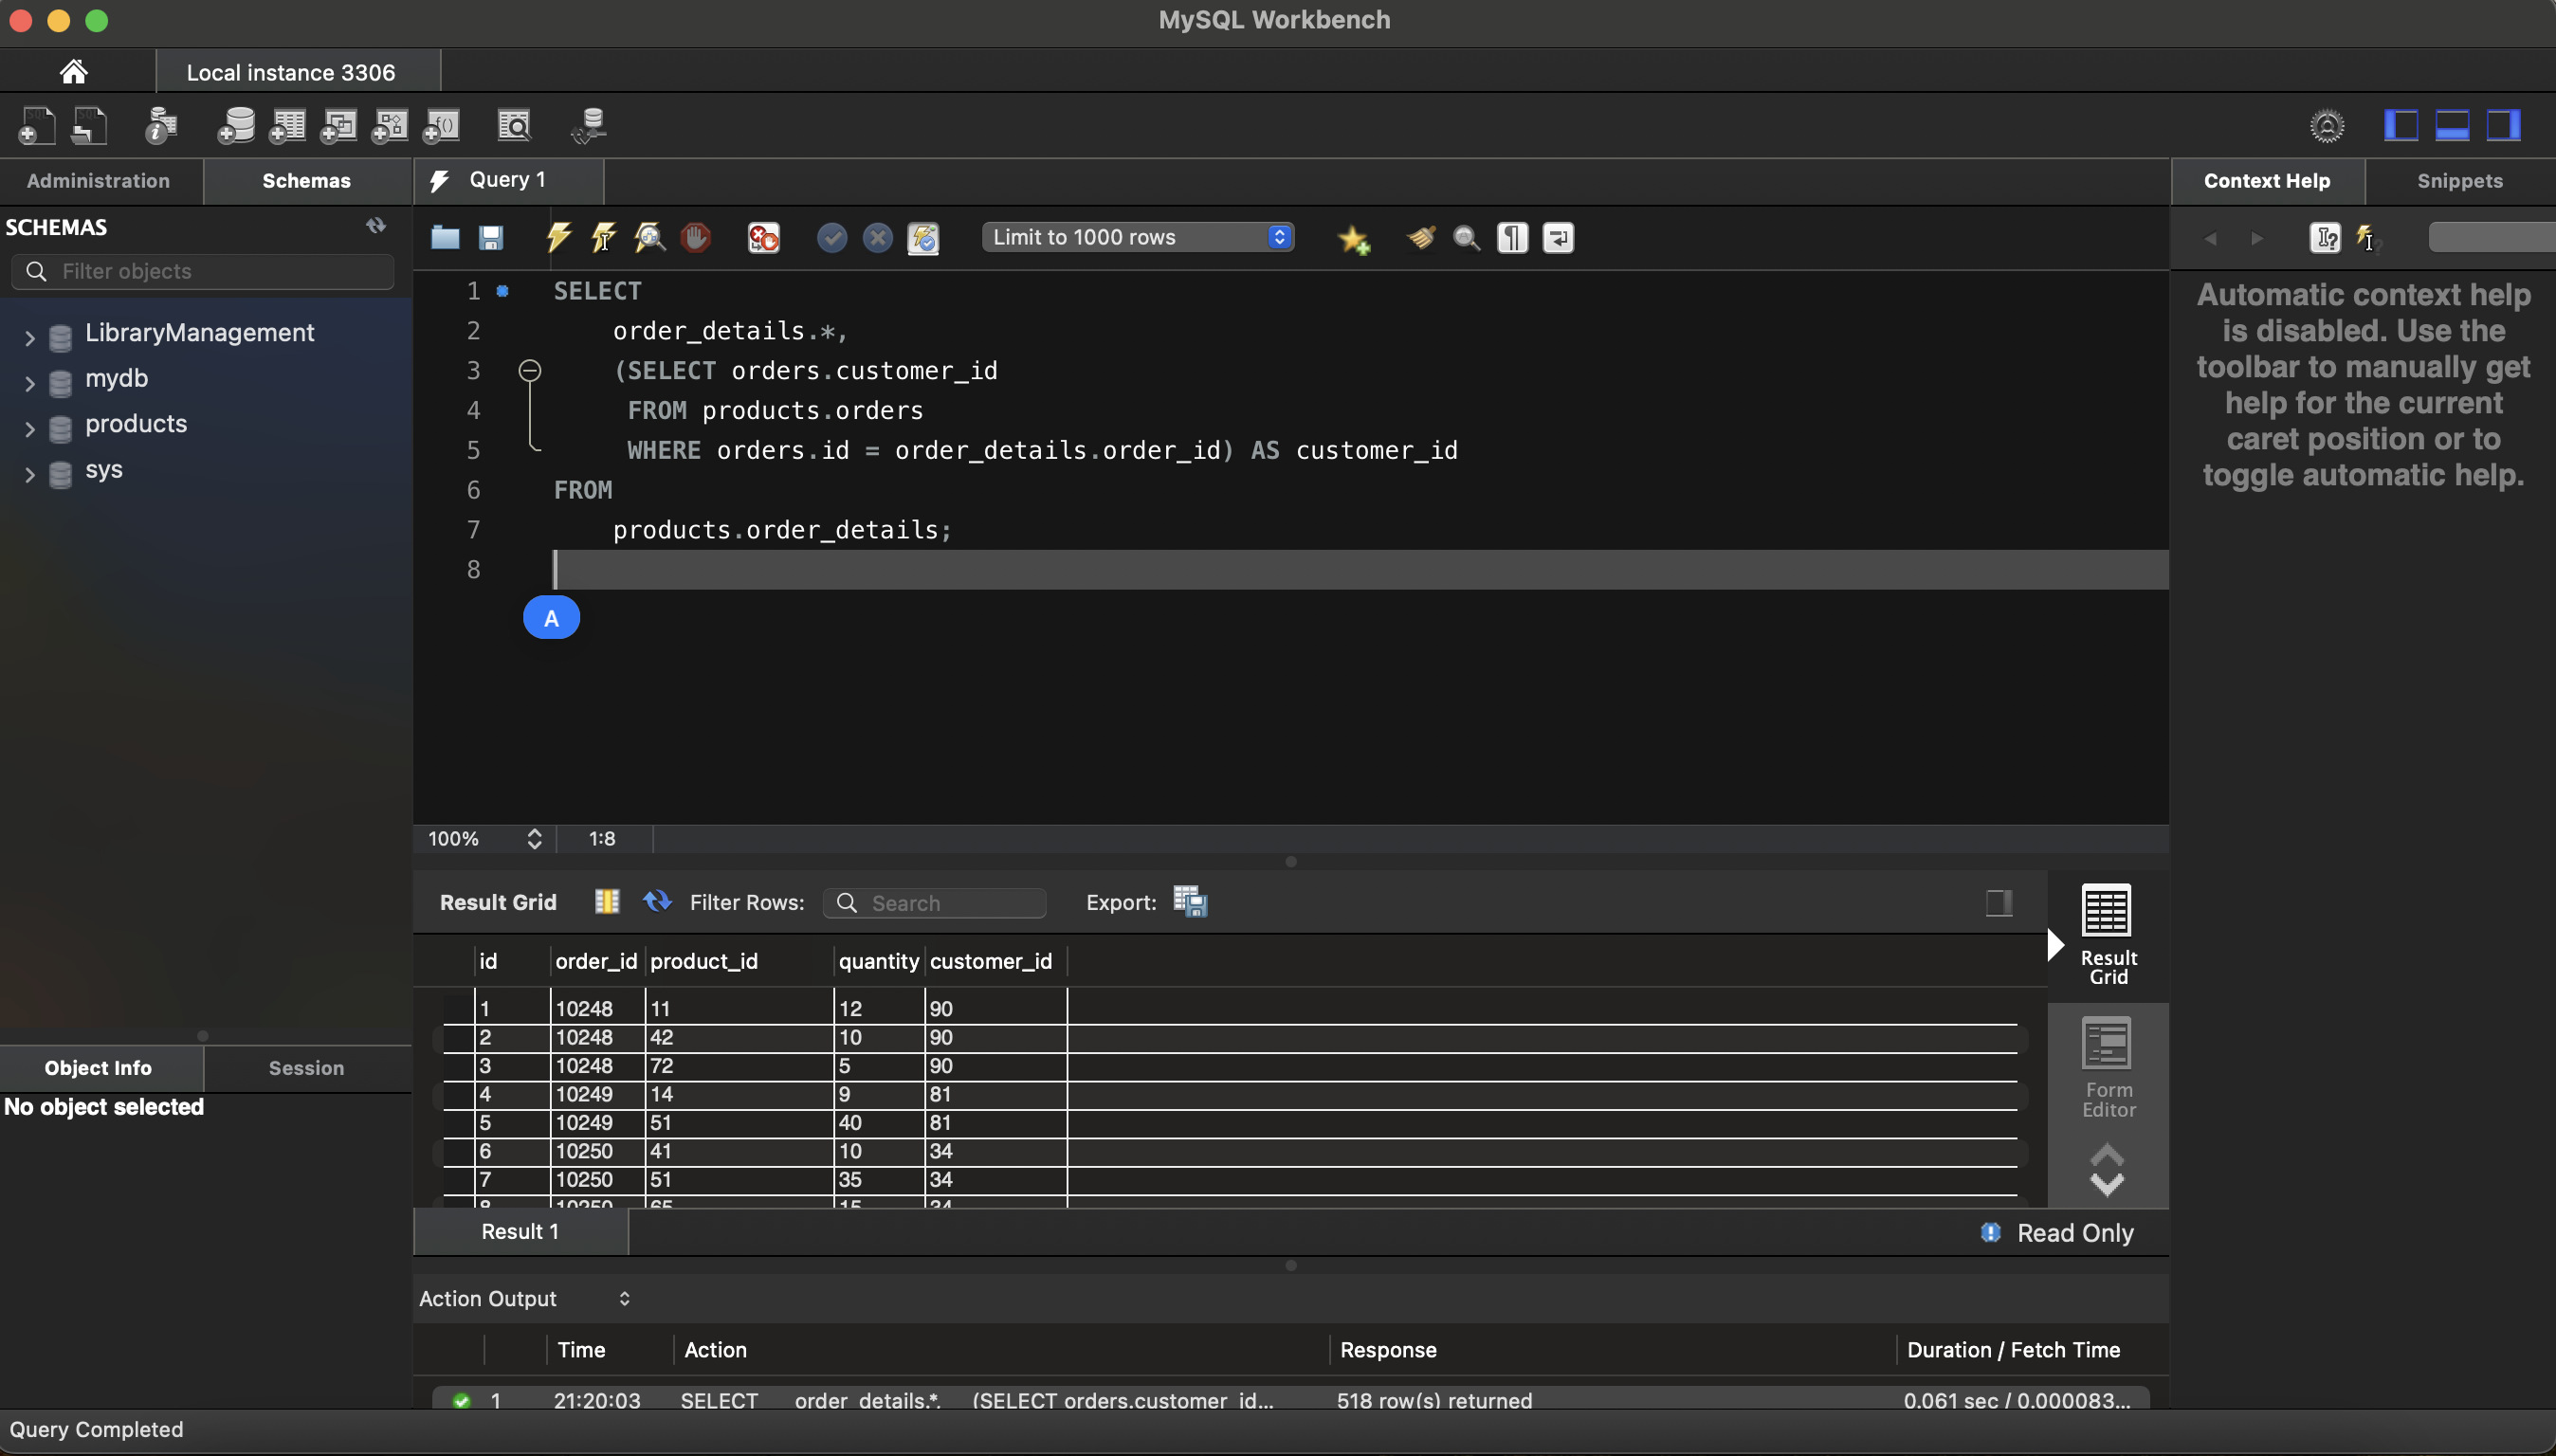 MySQL Workbench
Local instance 3306
Administration
Schemas
Query 1
Context Help
Snippets
SCHEMAS
Filter objects
LibraryManagement
mydb
products
sys
Limit to 1000 rows
1 SELECT
2 order_details.*,
3 (SELECT orders.customer_id
4 FROM products.orders
5 WHERE orders.id = order_details.order_id) AS customer_id
6 FROM
7 products.order_details;
8
A
Automatic context help
is disabled. Use the
toolbar to manually get
help for the current
caret position or to
toggle automatic help.
100% 1:8
Result Grid Filter Rows: Search Export:
id order_id product_id quantity customer_id
1 10248 11 12 90
2 10248 42 10 90
3 10248 72 5 90
4 10249 14 9 81
5 10249 51 40 81
6 10250 41 10 34
7 10250 51 35 34
8 10250 65 15 34
Result
Grid
Form
Editor
Result 1
Read Only
Object Info
Session
No object selected
Action Output
Time Action Response Duration / Fetch Time
1 21:20:03 SELECT order_details.*, (SELECT orders.customer_id... 518 row(s) returned 0.061 sec / 0.000083...
Query Completed